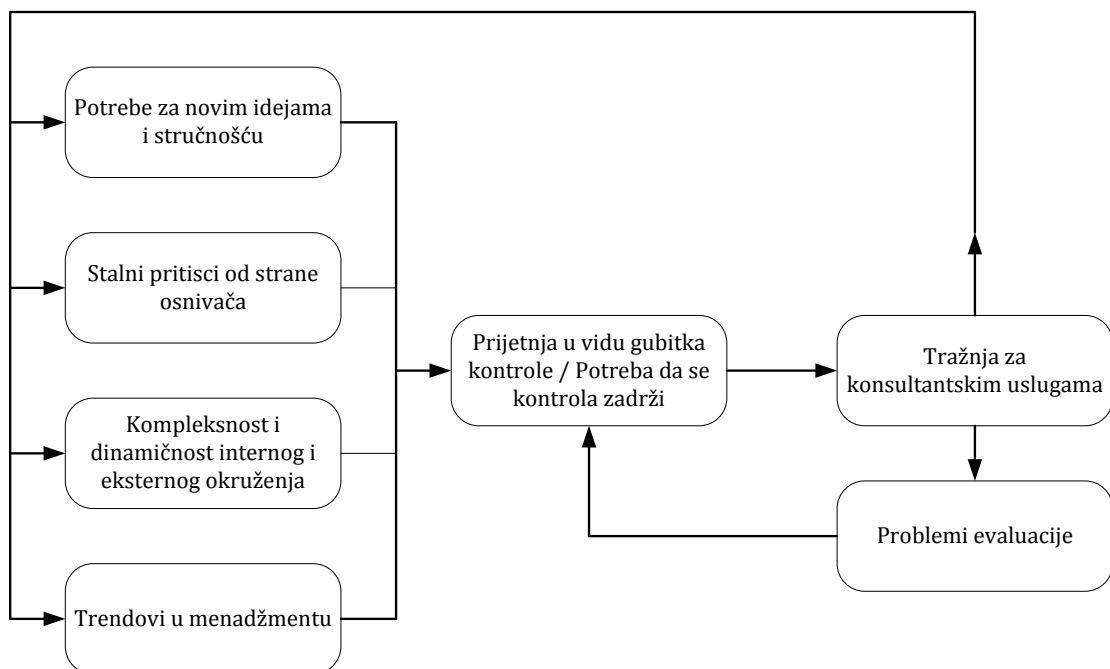 Potrebe za novim idejama
i stručnošću
Stalni pritisci od strane
osnivača
Kompleksnost i
dinamičnost internog i
eksternog okruženja
Trendovi u menadžmentu
Prijetnja u vidu gubitka
kontrole / Potreba da se
kontrola zadrži
Tražnja za
konsultantskim uslugama
Problemi evaluacije